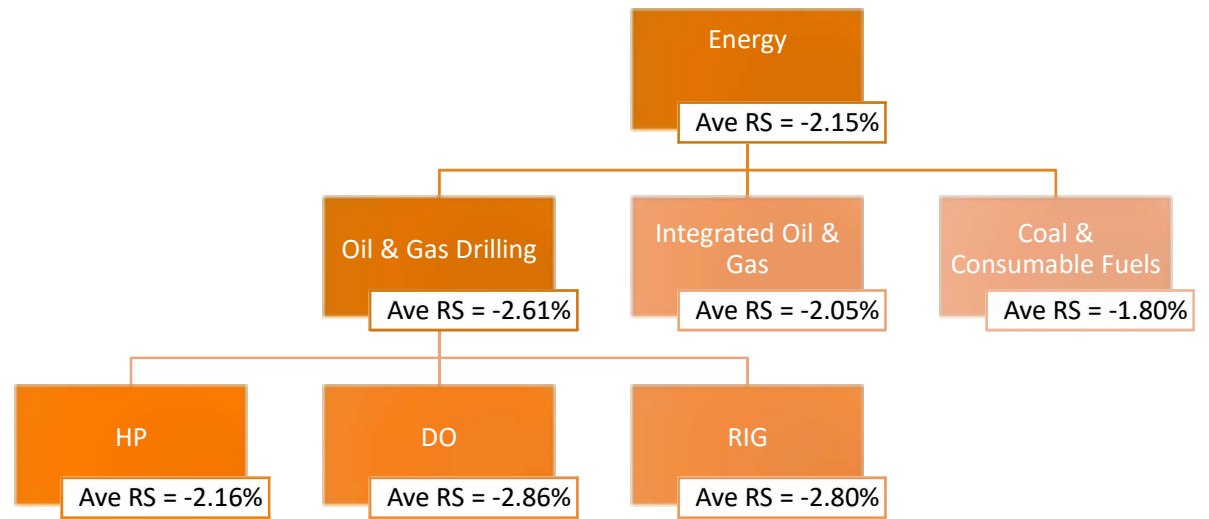 Energy
Ave RS = -2.15%
Oil & Gas Drilling
Ave RS = -2.61%
Integrated Oil &
Gas
Ave RS = -2.05%
Coal &
Consumable Fuels
Ave RS = -1.80%
HP
Ave RS = -2.16%
DO
Ave RS = -2.86%
RIG
Ave RS = -2.80%